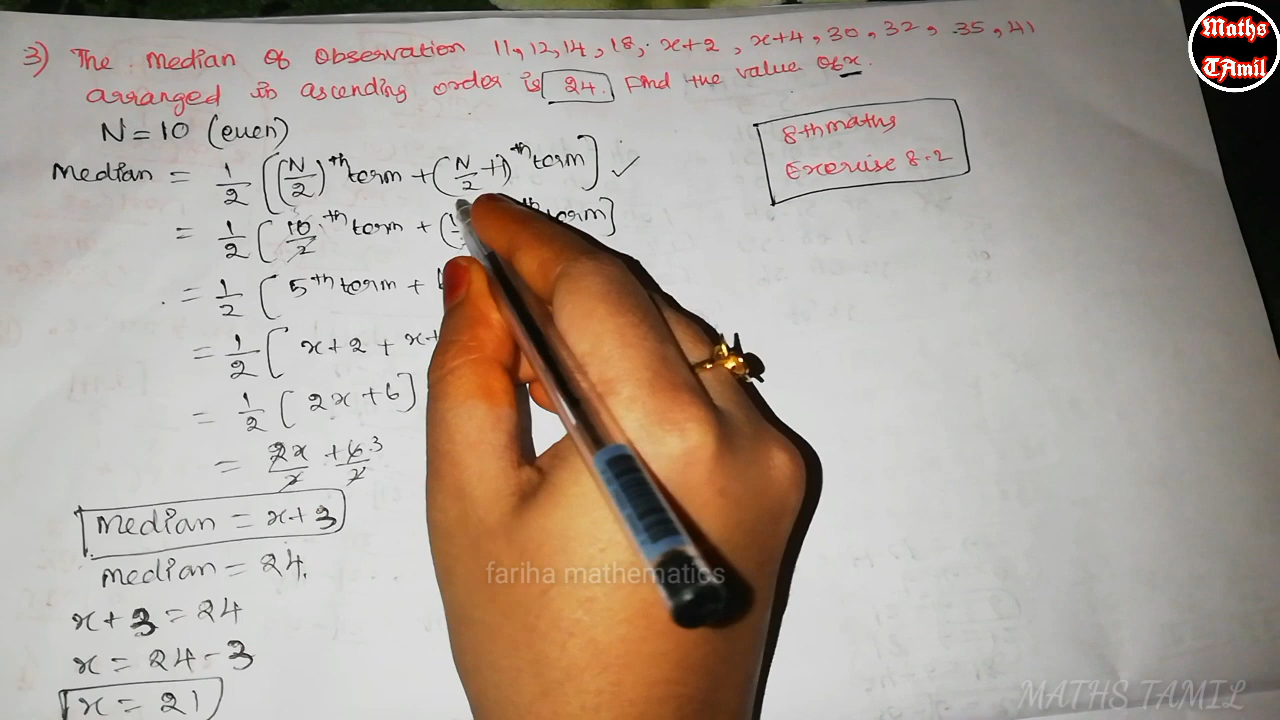 3) The Median of Observation 11, 12, 14, 18, x+2, x+4, 30, 32, 35, 41
arranged in ascending order is 24. Find the value of x.
N = 10 (even)
Median = 1/2 [(N/2)th term + (N/2 + 1)th term] ✓
= 1/2 [10/2 th term + ( th term]
= 1/2 [5th term +
= 1/2 [x+2 + x+
= 1/2 [2x+6]
= 2x/2 + 6/2 3
Median = x+3
median = 24.
x+3 = 24
x = 24-3
x = 21
8th maths
Exercise 8.2
Maths
TAmil
fariha mathematics
MATHS TAMIL